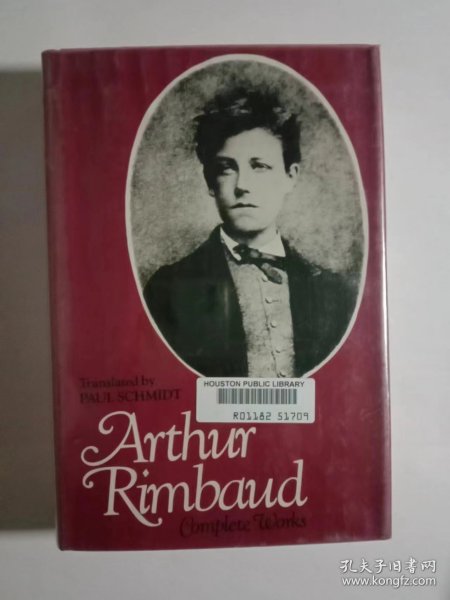 Translated by
PAUL SCHMIDT
HOUSTON PUBLIC LIBRARY
R01182 51709
Arthur
Rimbaud
Complete Works
孔夫子旧书网
www.kongfz.com